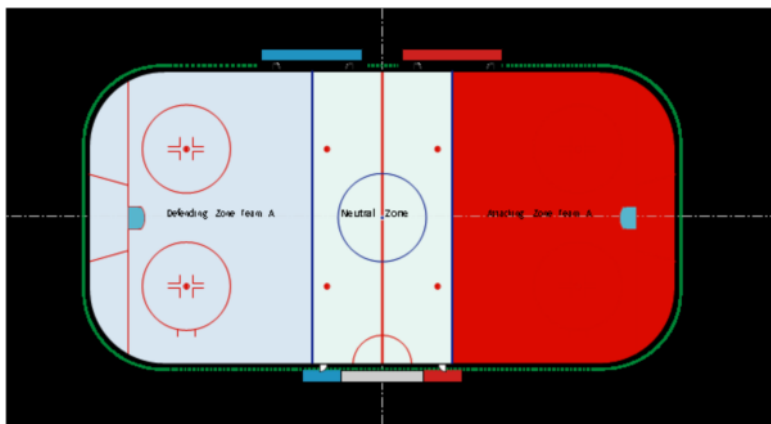 Defending Zone Team A
Neutral Zone
Attacking Zone Team A